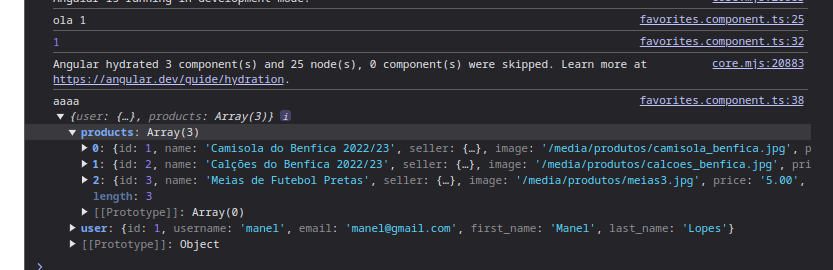 Angular is running in development mode. core.mjs:20883
ola 1 favorites.component.ts:25
1 favorites.component.ts:32
Angular hydrated 3 component(s) and 25 node(s), 0 component(s) were skipped. Learn more at core.mjs:20883
https://angular.dev/guide/hydration.
aaaa favorites.component.ts:38
▼ {user: {…}, products: Array(3)} i
▼ products: Array(3)
▶ 0: {id: 1, name: 'Camisola do Benfica 2022/23', seller: {…}, image: '/media/produtos/camisola_benfica.jpg', p
▶ 1: {id: 2, name: 'Calções do Benfica 2022/23', seller: {…}, image: '/media/produtos/calcoes_benfica.jpg', pri
▶ 2: {id: 3, name: 'Meias de Futebol Pretas', seller: {…}, image: '/media/produtos/meias3.jpg', price: '5.00',
length: 3
▶ [[Prototype]]: Array(0)
▶ user: {id: 1, username: 'manel', email: 'manel@gmail.com', first_name: 'Manel', last_name: 'Lopes'}
▶ [[Prototype]]: Object
>